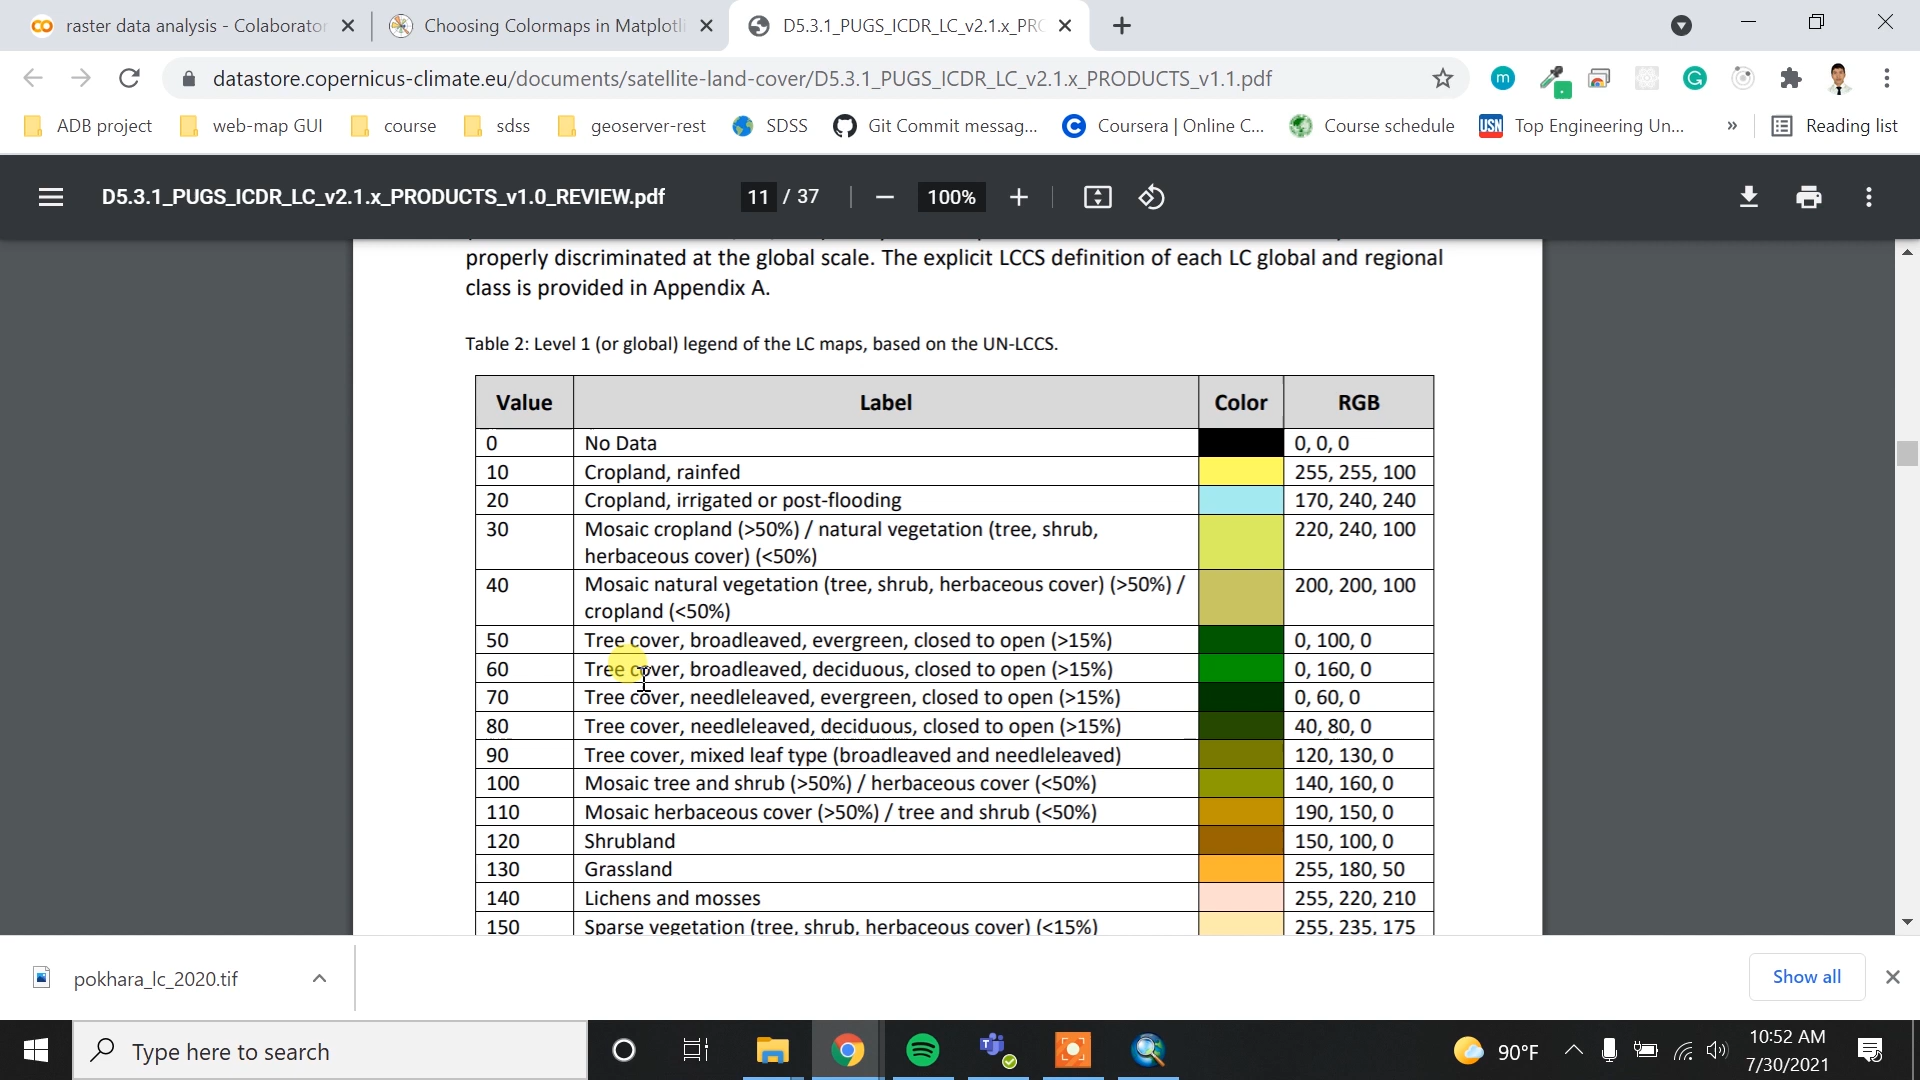 raster data analysis - Colaborator
Choosing Colormaps in Matplotli
D5.3.1_PUGS_ICDR_LC_v2.1.x_PRC
datastore.copernicus-climate.eu/documents/satellite-land-cover/D5.3.1_PUGS_ICDR_LC_v2.1.x_PRODUCTS_v1.1.pdf
ADB project
web-map GUI
course
sdss
geoserver-rest
SDSS
Git Commit messag...
Coursera | Online C...
Course schedule
USN
Top Engineering Un...
»
Reading list
D5.3.1_PUGS_ICDR_LC_v2.1.x_PRODUCTS_v1.0_REVIEW.pdf
11 / 37
100%
properly discriminated at the global scale. The explicit LCCS definition of each LC global and regional
class is provided in Appendix A.
Table 2: Level 1 (or global) legend of the LC maps, based on the UN-LCCS.
Value Label Color RGB
0 No Data 0, 0, 0
10 Cropland, rainfed 255, 255, 100
20 Cropland, irrigated or post-flooding 170, 240, 240
30 Mosaic cropland (>50%) / natural vegetation (tree, shrub, 220, 240, 100
herbaceous cover) (<50%)
40 Mosaic natural vegetation (tree, shrub, herbaceous cover) (>50%) / 200, 200, 100
cropland (<50%)
50 Tree cover, broadleaved, evergreen, closed to open (>15%) 0, 100, 0
60 Tree cover, broadleaved, deciduous, closed to open (>15%) 0, 160, 0
70 Tree cover, needleleaved, evergreen, closed to open (>15%) 0, 60, 0
80 Tree cover, needleleaved, deciduous, closed to open (>15%) 40, 80, 0
90 Tree cover, mixed leaf type (broadleaved and needleleaved) 120, 130, 0
100 Mosaic tree and shrub (>50%) / herbaceous cover (<50%) 140, 160, 0
110 Mosaic herbaceous cover (>50%) / tree and shrub (<50%) 190, 150, 0
120 Shrubland 150, 100, 0
130 Grassland 255, 180, 50
140 Lichens and mosses 255, 220, 210
150 Sparse vegetation (tree, shrub, herbaceous cover) (<15%) 255, 235, 175
pokhara_lc_2020.tif
Show all
Type here to search
90°F
10:52 AM
7/30/2021